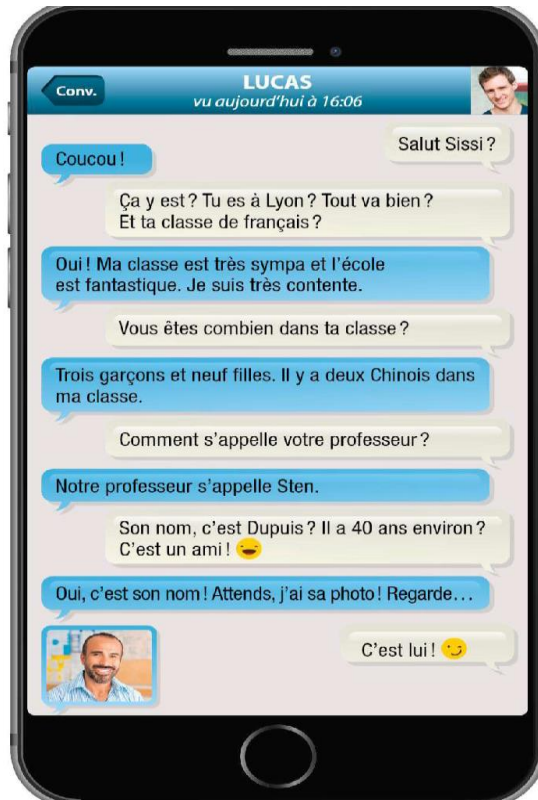 Conv.
LUCAS
vu aujourd'hui à 16:06
Salut Sissi ?
Coucou !
Ça y est ? Tu es à Lyon ? Tout va bien ?
Et ta classe de français ?
Oui ! Ma classe est très sympa et l'école
est fantastique. Je suis très contente.
Vous êtes combien dans ta classe ?
Trois garçons et neuf filles. Il y a deux Chinois dans
ma classe.
Comment s'appelle votre professeur ?
Notre professeur s'appelle Sten.
Son nom, c'est Dupuis ? Il a 40 ans environ ?
C'est un ami ! 😄
Oui, c'est son nom ! Attends, j'ai sa photo ! Regarde...
C'est lui ! 😉